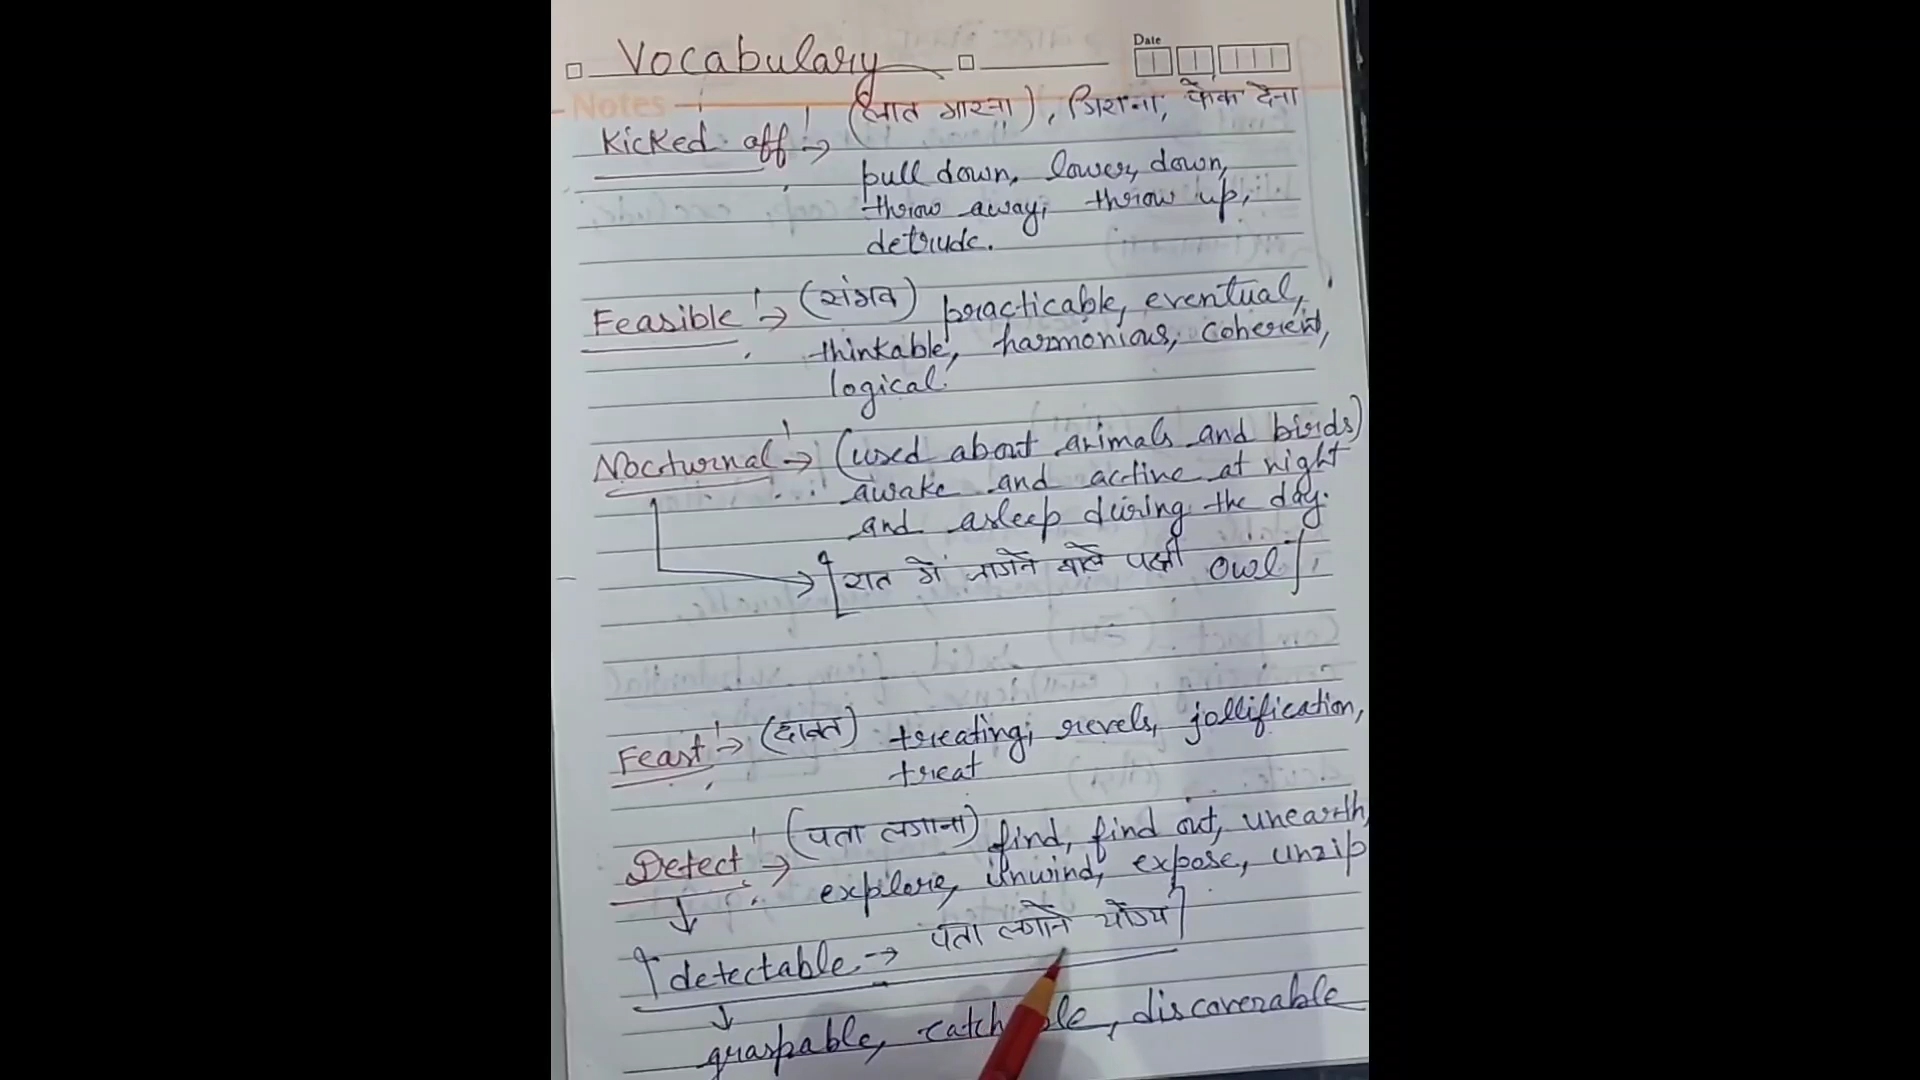 Vocabulary
Date
Notes
Kicked off → (लात मारना), गिराना, फेंक देना
pull down, lower, down,
throw away, throw up,
detrude.
Feasible → (संभव) practicable, eventual,
thinkable, harmonious, coherent,
logical
Nocturnal → (used about animals and birds)
awake and active at night
and asleep during the day.
[रात में जागने वाले पक्षी Owl]
Feast → (दावत) treating, revels, jollification,
treat
Detect → (पता लगाना) find, find out, unearth,
explore, unwind, expose, unzip
[detectable → पता लगाने योग्य]
graspable, discoverable